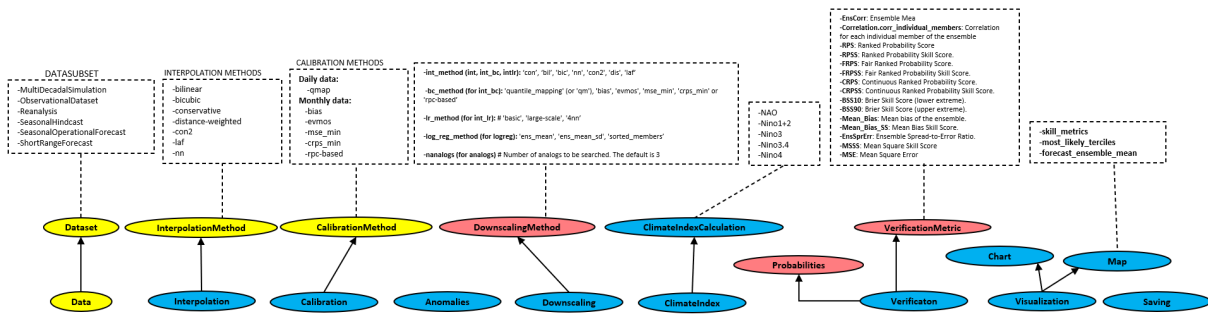 DATASUBSET
-MultiDecadalSimulation
-ObservationalDataset
-Reanalysis
-SeasonalHindcast
-SeasonalOperationalForecast
-ShortRangeForecast
INTERPOLATION METHODS
-bilinear
-bicubic
-conservative
-distance-weighted
-con2
-laf
-nn
CALIBRATION METHODS
Daily data:
-qmap
Monthly data:
-bias
-evmos
-mse_min
-crps_min
-rpc-based
-int_method (int, int_bc, intlr): 'con', 'bil', 'bic', 'nn', 'con2', 'dis', 'laf'
-bc_method (for int_bc): 'quantile_mapping' (or 'qm'), 'bias', 'evmos', 'mse_min', 'crps_min' or
'rpc-based'
-lr_method (for int_lr): # 'basic', 'large-scale', '4nn'
-log_reg_method (for logreg): 'ens_mean', 'ens_mean_sd', 'sorted_members'
-nanalogs (for analogs) # Number of analogs to be searched. The default is 3
-NAO
-Nino1+2
-Nino3
-Nino3.4
-Nino4
-EnsCorr: Ensemble Mea
-Correlation.corr_individual_members: Correlation
for each individual member of the ensemble
-RPS: Ranked Probability Score
-RPSS: Ranked Probability Skill Score.
-FRPS: Fair Ranked Probability Score.
-FRPSS: Fair Ranked Probability Skill Score.
-CRPS: Continuous Ranked Probability Score.
-CRPSS: Continuous Ranked Probability Skill Score.
-BSS10: Brier Skill Score (lower extreme).
-BSS90: Brier Skill Score (upper extreme).
-Mean_Bias: Mean bias of the ensemble.
-Mean_Bias_SS: Mean Bias Skill Score.
-EnsSprErr: Ensemble Spread-to-Error Ratio.
-MSSS: Mean Square Skill Score
-MSE: Mean Square Error
-skill_metrics
-most_likely_terciles
-forecast_ensemble_mean
Dataset
InterpolationMethod
CalibrationMethod
DownscalingMethod
ClimateIndexCalculation
VerificationMetric
Probabilities
Chart
Map
Data
Interpolation
Calibration
Anomalies
Downscaling
ClimateIndex
Verificaton
Visualization
Saving